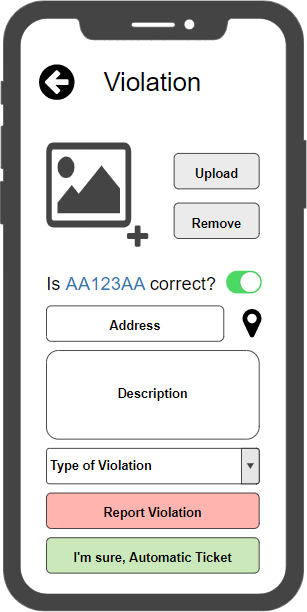 Violation
Upload
Remove
Is AA123AA correct?
Address
Description
Type of Violation
Report Violation
I'm sure, Automatic Ticket